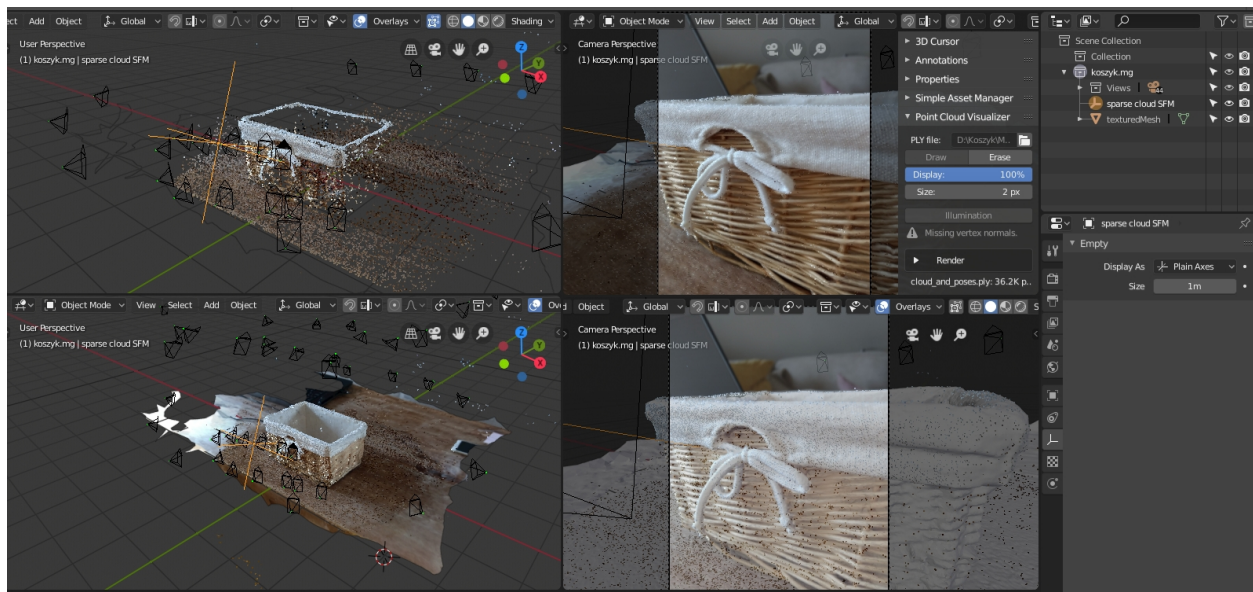 ect Add Object Global Overlays Shading
User Perspective
(1) koszyk.mg | sparse cloud SFM
Z
Y
X
Object Mode View Select Add Object Global
Camera Perspective
(1) koszyk.mg | sparse cloud SFM
3D Cursor
Annotations
Properties
Simple Asset Manager
Point Cloud Visualizer
PLY file: D:\Koszyk\M...
Draw Erase
Display: 100%
Size: 2 px
Illumination
Missing vertex normals.
Render
cloud_and_poses.ply: 36.2K p..
Scene Collection
Collection
koszyk.mg
Views 44
sparse cloud SFM
texturedMesh
sparse cloud SFM
Empty
Display As Plain Axes
Size 1m
Object Mode View Select Add Object Global Ov
User Perspective
(1) koszyk.mg | sparse cloud SFM
Z
Y
X
Object Global Overlays S
Camera Perspective
(1) koszyk.mg | sparse cloud SFM